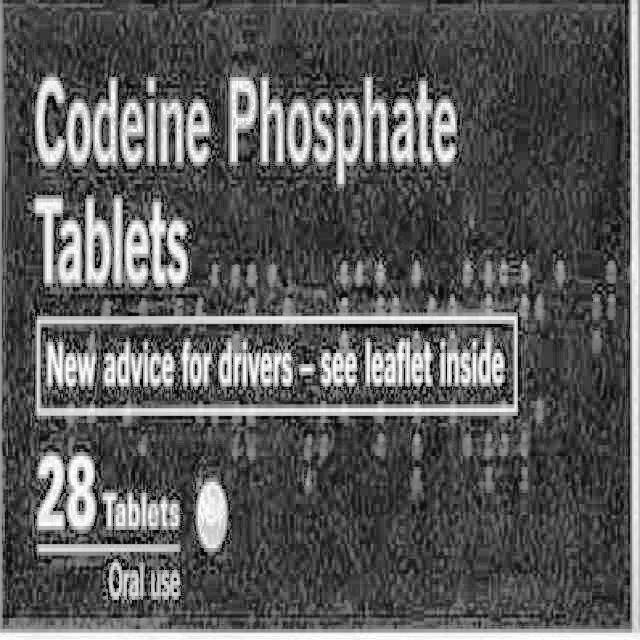 Codeine Phosphate
Tablets
New advice for drivers – see leaflet inside
28 Tablets
Oral use